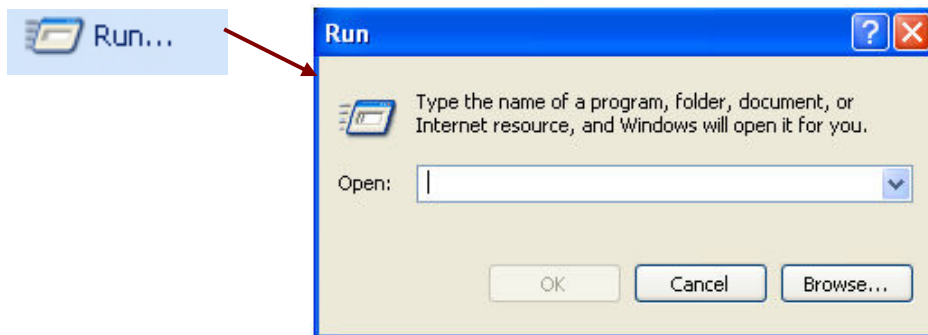 Run...
Run
Type the name of a program, folder, document, or
Internet resource, and Windows will open it for you.
Open:
OK
Cancel
Browse...